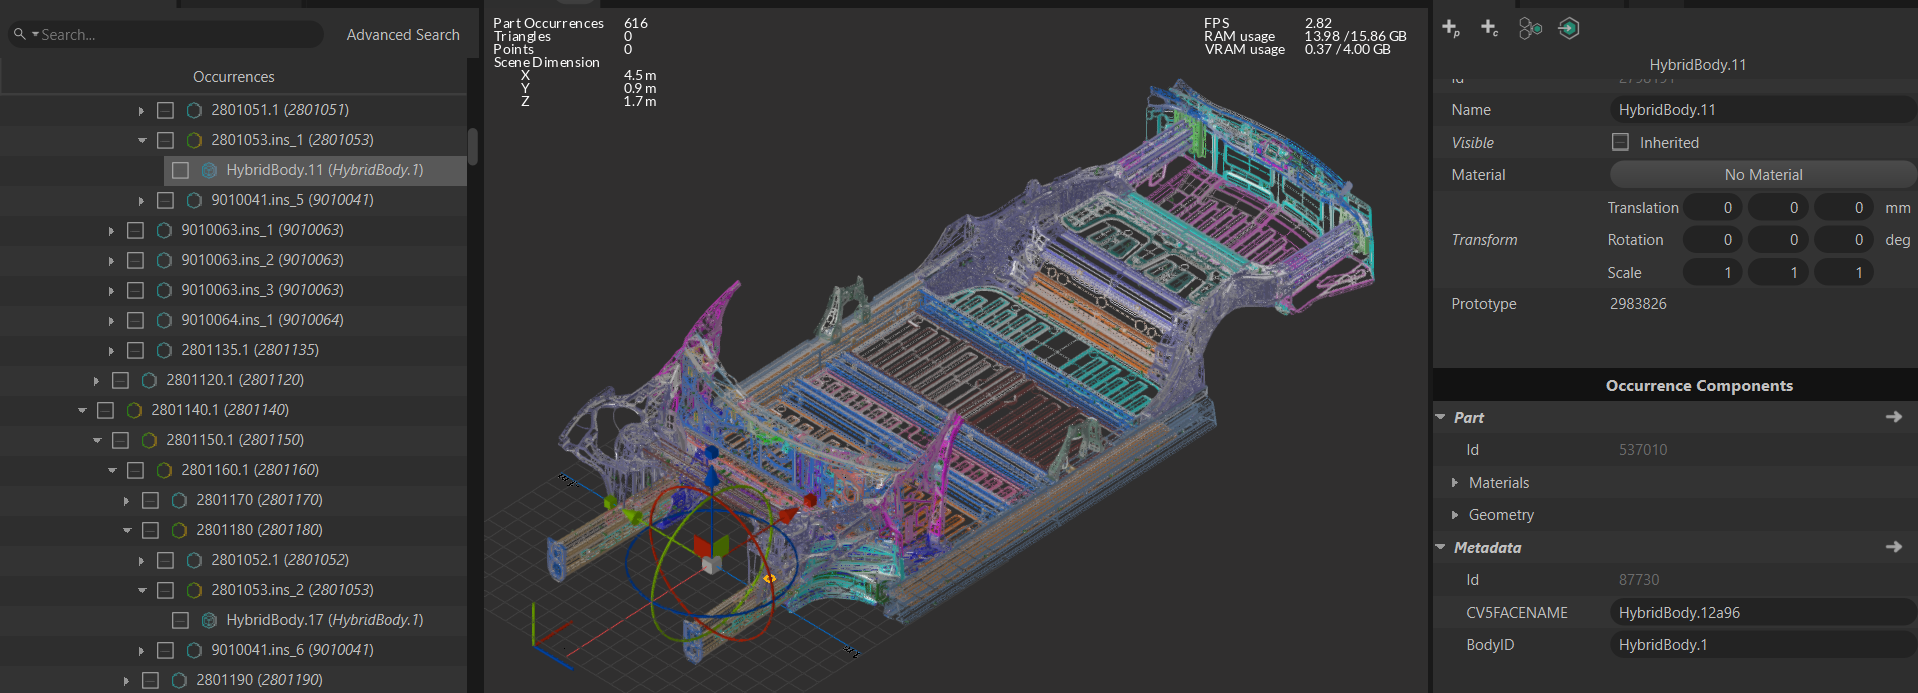 Search...
Advanced Search
Occurrences
2801051.1 (2801051)
2801053.ins_1 (2801053)
HybridBody.11 (HybridBody.1)
9010041.ins_5 (9010041)
9010063.ins_1 (9010063)
9010063.ins_2 (9010063)
9010063.ins_3 (9010063)
9010064.ins_1 (9010064)
2801135.1 (2801135)
2801120.1 (2801120)
2801140.1 (2801140)
2801150.1 (2801150)
2801160.1 (2801160)
2801170 (2801170)
2801180 (2801180)
2801052.1 (2801052)
2801053.ins_2 (2801053)
HybridBody.17 (HybridBody.1)
9010041.ins_6 (9010041)
2801190 (2801190)
Part Occurrences 616
Triangles 0
Points 0
Scene Dimension
X 4.5 m
Y 0.9 m
Z 1.7 m
FPS 2.82
RAM usage 13.98 / 15.86 GB
VRAM usage 0.37 / 4.00 GB
HybridBody.11
Name HybridBody.11
Visible Inherited
Material No Material
Transform
Translation 0 0 0 mm
Rotation 0 0 0 deg
Scale 1 1 1
Prototype 2983826
Occurrence Components
Part
Id 537010
Materials
Geometry
Metadata
Id 87730
CV5FACENAME HybridBody.12a96
BodyID HybridBody.1